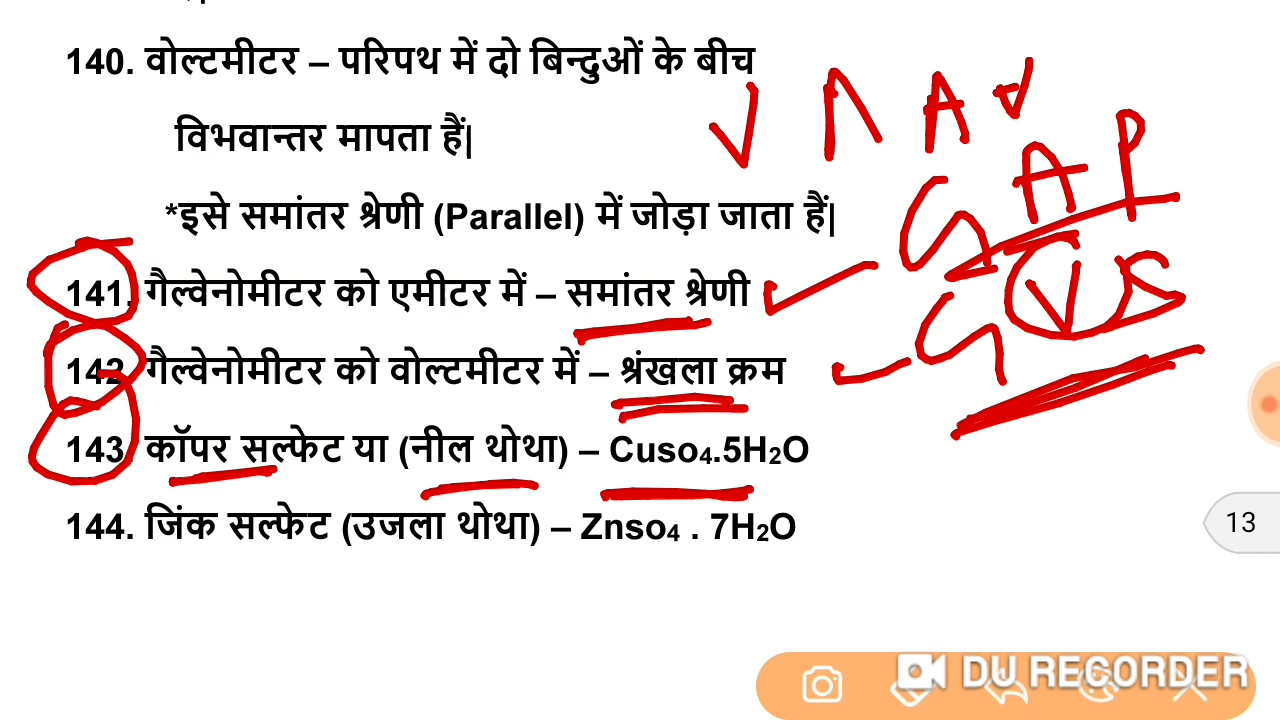 140. वोल्टमीटर – परिपथ में दो बिन्दुओं के बीच
विभवान्तर मापता हैं|
*इसे समांतर श्रेणी (Parallel) में जोड़ा जाता हैं|
141. गैल्वेनोमीटर को एमीटर में – समांतर श्रेणी
142. गैल्वेनोमीटर को वोल्टमीटर में – श्रंखला क्रम
143. कॉपर सल्फेट या (नील थोथा) – Cuso₄.5H₂O
144. जिंक सल्फेट (उजला थोथा) – Znso₄ . 7H₂O
A
G A P
G V S
13
DU RECORDER